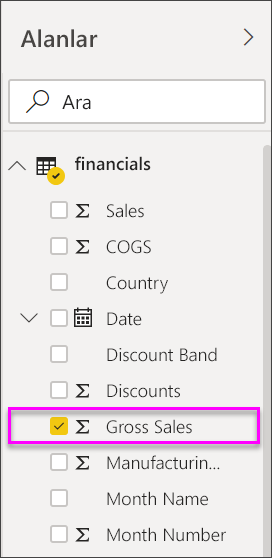 Alanlar
Ara
financials
Σ Sales
Σ COGS
Country
Date
Discount Band
Σ Discounts
Σ Gross Sales
Σ Manufacturin...
Month Name
Σ Month Number